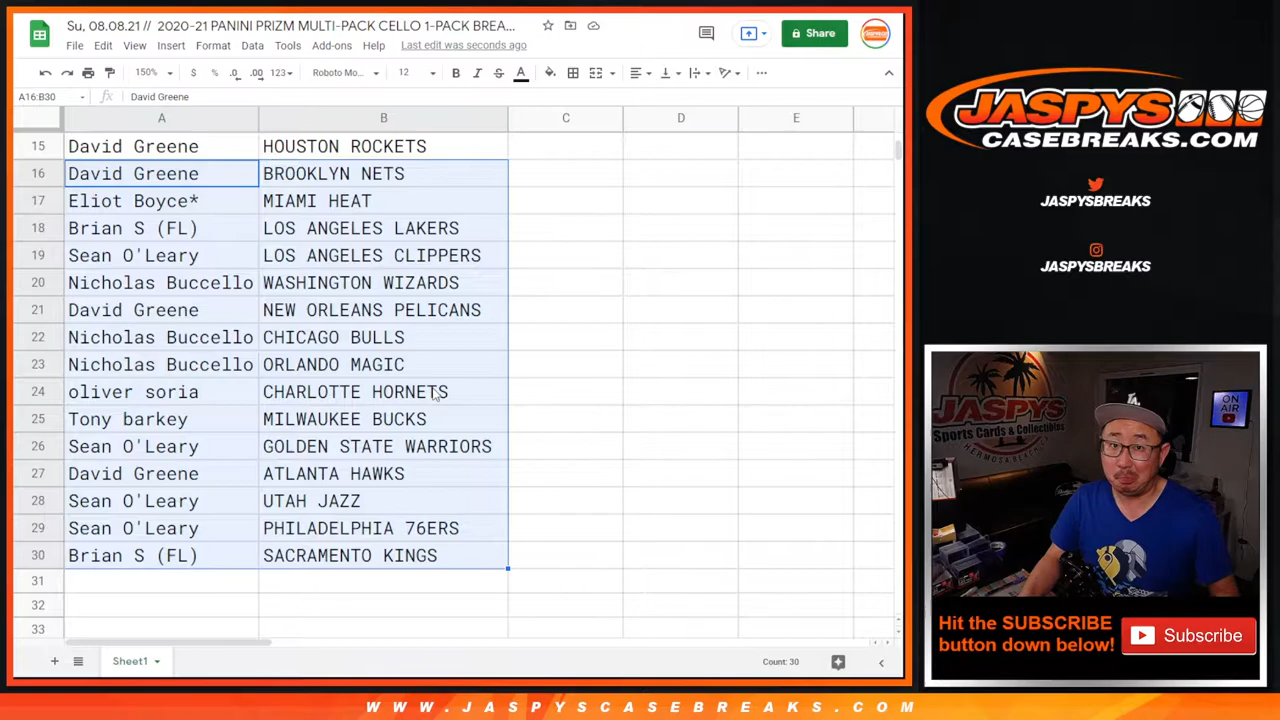 Su, 08.08.21 // 2020-21 PANINI PRIZM MULTI-PACK CELLO 1-PACK BREA...
File Edit View Insert Format Data Tools Add-ons Help Last edit was seconds ago
Share
150% $ % .0 .00 123 Roboto Mo... 12 B I S A
A16:B30 fx David Greene
A B C D E
15 David Greene HOUSTON ROCKETS
16 David Greene BROOKLYN NETS
17 Eliot Boyce* MIAMI HEAT
18 Brian S (FL) LOS ANGELES LAKERS
19 Sean O'Leary LOS ANGELES CLIPPERS
20 Nicholas Buccello WASHINGTON WIZARDS
21 David Greene NEW ORLEANS PELICANS
22 Nicholas Buccello CHICAGO BULLS
23 Nicholas Buccello ORLANDO MAGIC
24 oliver soria CHARLOTTE HORNETS
25 Tony barkey MILWAUKEE BUCKS
26 Sean O'Leary GOLDEN STATE WARRIORS
27 David Greene ATLANTA HAWKS
28 Sean O'Leary UTAH JAZZ
29 Sean O'Leary PHILADELPHIA 76ERS
30 Brian S (FL) SACRAMENTO KINGS
31
32
33
Sheet1
Count: 30
JASPYS
CASEBREAKS.COM
JASPYSBREAKS
JASPYSBREAKS
JASPYS
Sports Cards & Collectibles
HERMOSA BEACH
ON
AIR
LA
Hit the SUBSCRIBE
button down below!
Subscribe
WWW.JASPYSCASEBREAKS.COM